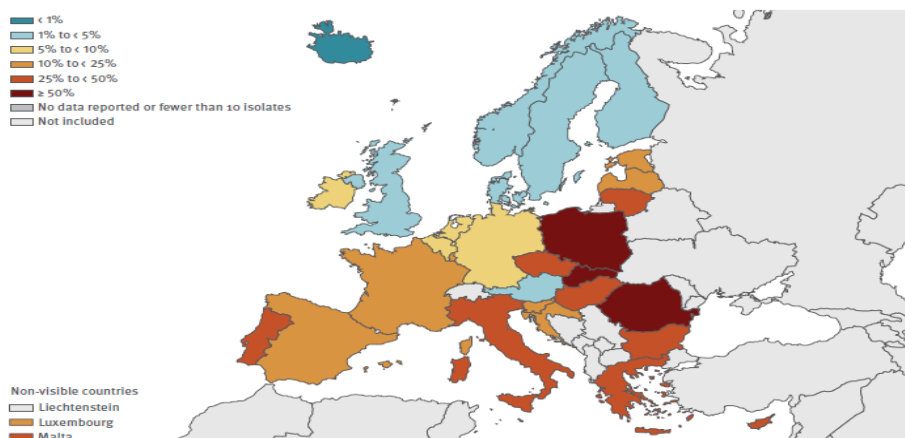 < 1%
1% to < 5%
5% to < 10%
10% to < 25%
25% to < 50%
≥ 50%
No data reported or fewer than 10 isolates
Not included
Non-visible countries
Liechtenstein
Luxembourg
Malta